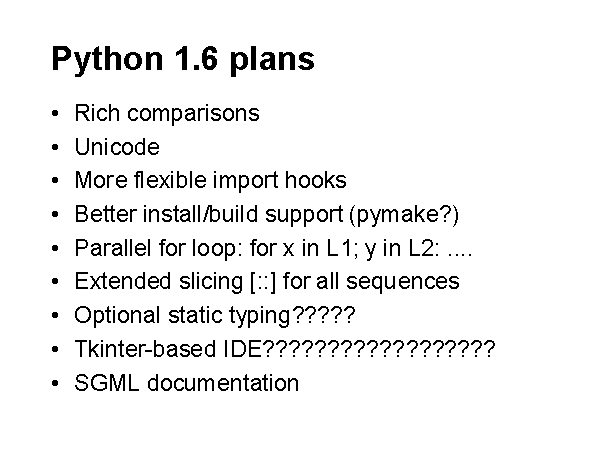 Python 1.6 plans
• Rich comparisons
• Unicode
• More flexible import hooks
• Better install/build support (pymake?)
• Parallel for loop: for x in L1; y in L2: ....
• Extended slicing [::] for all sequences
• Optional static typing?????
• Tkinter-based IDE??????????????????
• SGML documentation